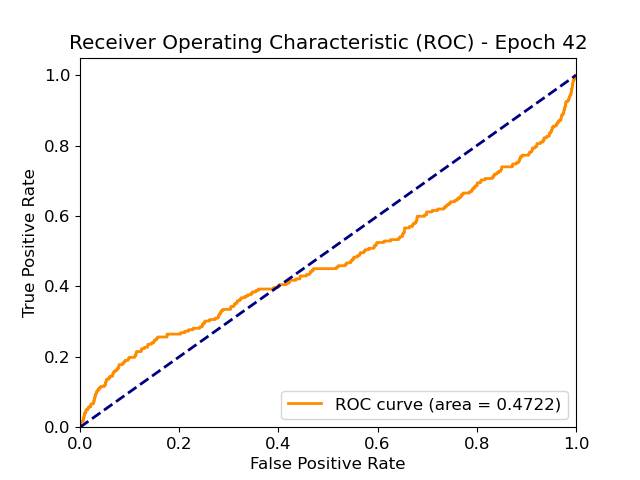 Receiver Operating Characteristic (ROC) - Epoch 42
True Positive Rate
1.0
0.8
0.6
0.4
0.2
0.0
ROC curve (area = 0.4722)
0.0 0.2 0.4 0.6 0.8 1.0
False Positive Rate